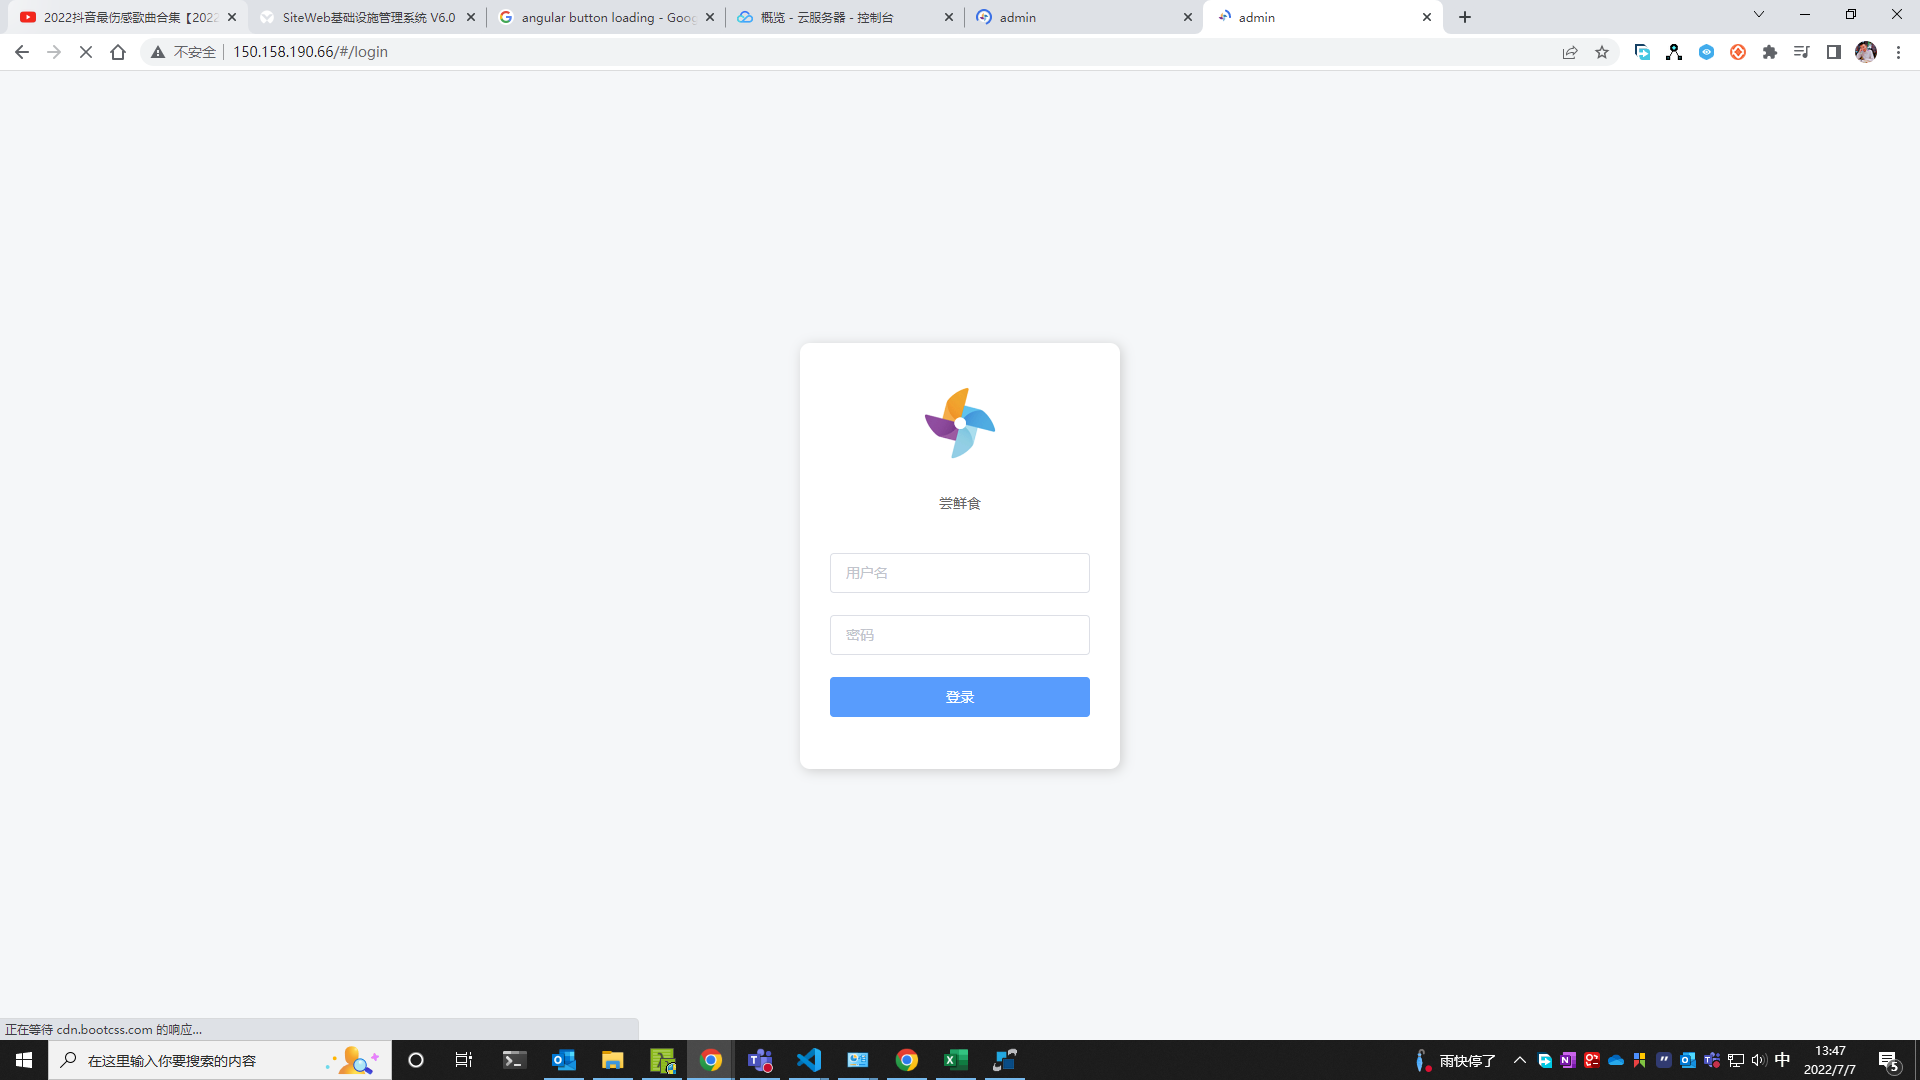 2022抖音最伤感歌曲合集【2022
SiteWeb基础设施管理系统 V6.0
angular button loading - Goog
概览 - 云服务器 - 控制台
admin
admin
不安全
150.158.190.66/#/login
尝鲜食
用户名
密码
登录
正在等待 cdn.bootcss.com 的响应...
在这里输入你要搜索的内容
雨快停了
中
13:47
2022/7/7
5